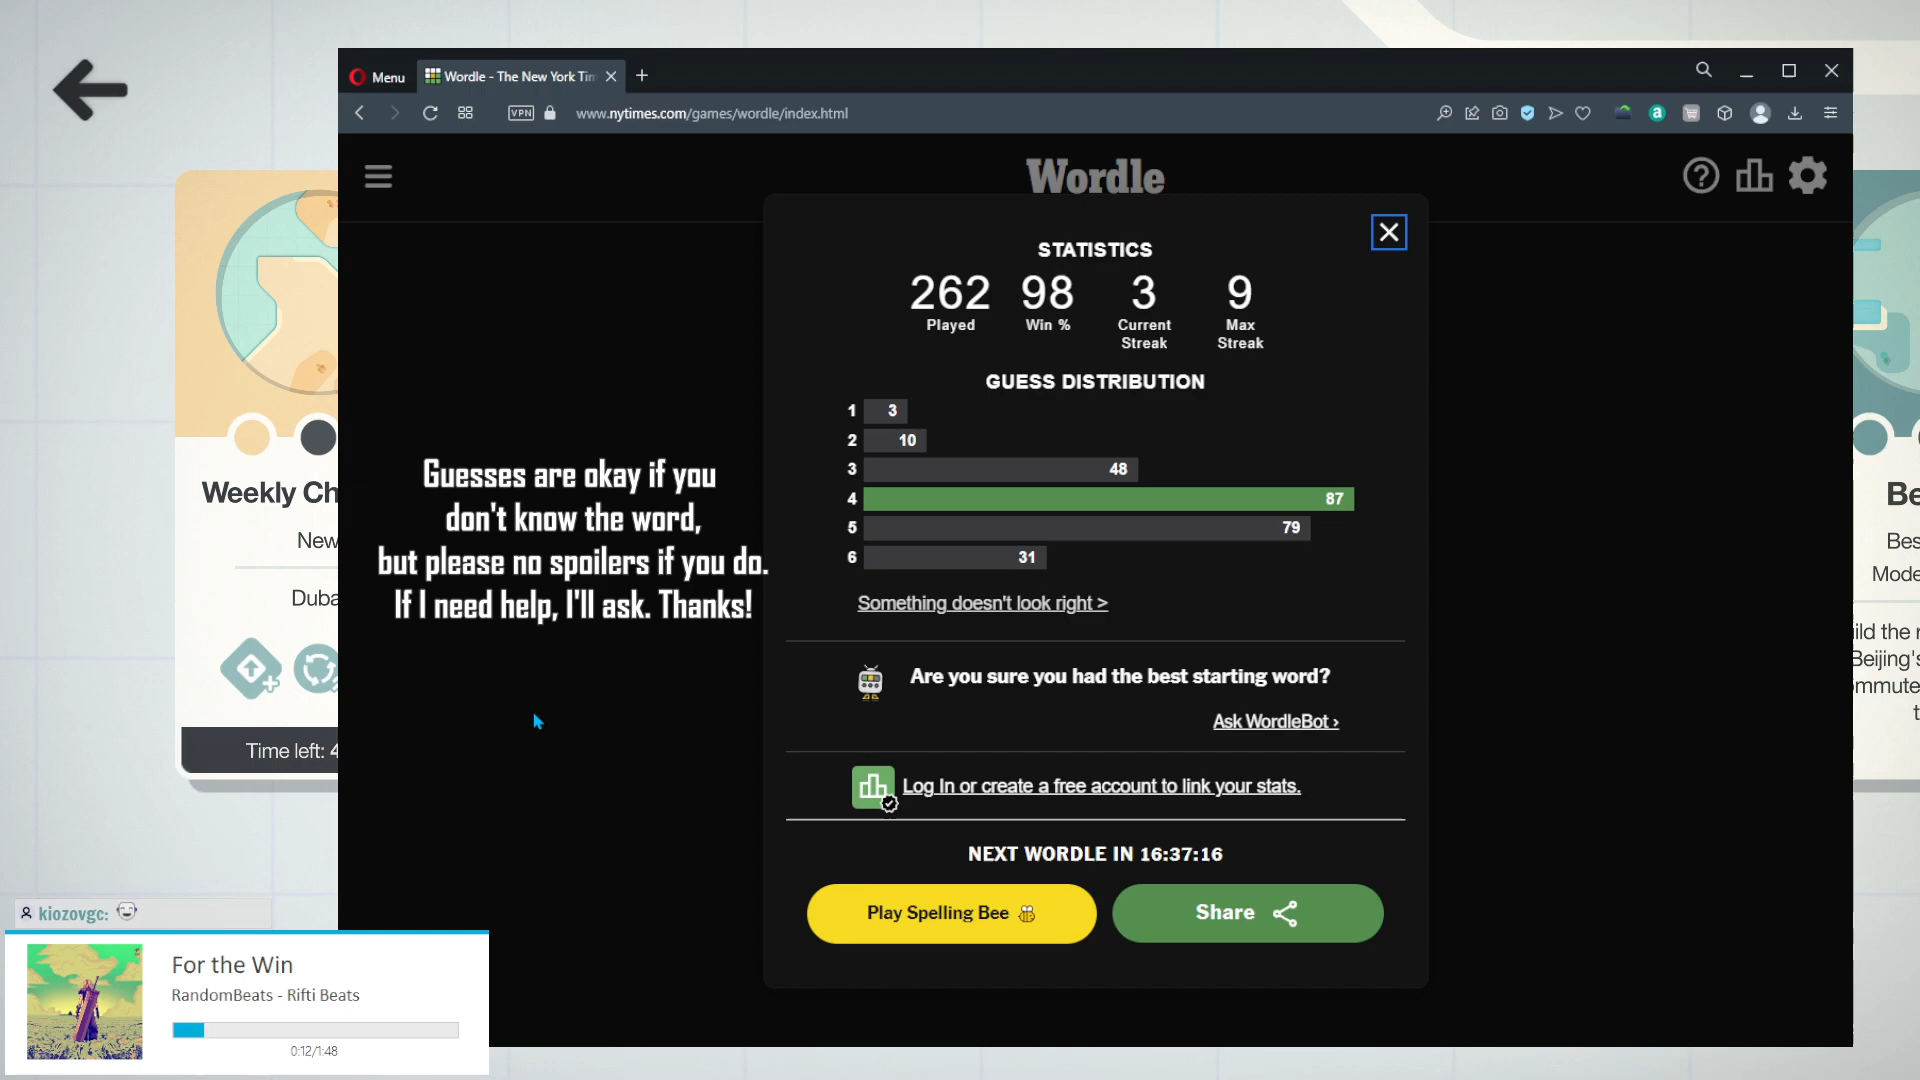 Menu
Wordle - The New York Tim
VPN
www.nytimes.com/games/wordle/index.html
Wordle
STATISTICS
262 98 3 9
Played Win % Current Streak Max Streak
GUESS DISTRIBUTION
1 3
2 10
3 48
4 87
5 79
6 31
Something doesn't look right >
Are you sure you had the best starting word?
Ask WordleBot ›
Log In or create a free account to link your stats.
NEXT WORDLE IN 16:37:16
Play Spelling Bee
Share
Guesses are okay if you
don't know the word,
but please no spoilers if you do.
If I need help, I'll ask. Thanks!
Weekly Ch
New
Duba
Time left: 4
Be
Bes
Mode
ild the r
Beijing's
mmute
t
kiozovgc:
For the Win
RandomBeats - Rifti Beats
0:12/1:48